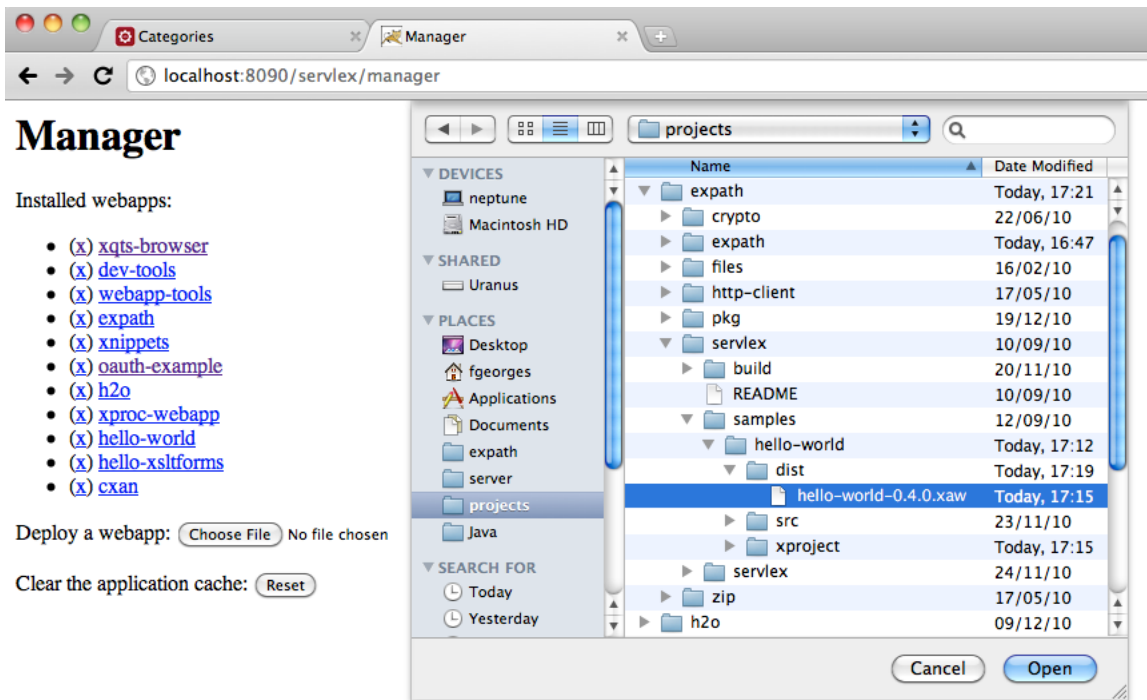 Categories
Manager
localhost:8090/servlex/manager
Manager
Installed webapps:
(x) xqts-browser
(x) dev-tools
(x) webapp-tools
(x) expath
(x) xnippets
(x) oauth-example
(x) h2o
(x) xproc-webapp
(x) hello-world
(x) hello-xsltforms
(x) cxan
Deploy a webapp: Choose File No file chosen
Clear the application cache: Reset
projects
DEVICES
neptune
Macintosh HD
SHARED
Uranus
PLACES
Desktop
fgeorges
Applications
Documents
expath
server
projects
Java
SEARCH FOR
Today
Yesterday
Name Date Modified
expath Today, 17:21
crypto 22/06/10
expath Today, 16:47
files 16/02/10
http-client 17/05/10
pkg 19/12/10
servlex 10/09/10
build 20/11/10
README 10/09/10
samples 12/09/10
hello-world Today, 17:12
dist Today, 17:19
hello-world-0.4.0.xaw Today, 17:15
src 23/11/10
xproject Today, 17:15
servlex 24/11/10
zip 17/05/10
h2o 09/12/10
Cancel Open